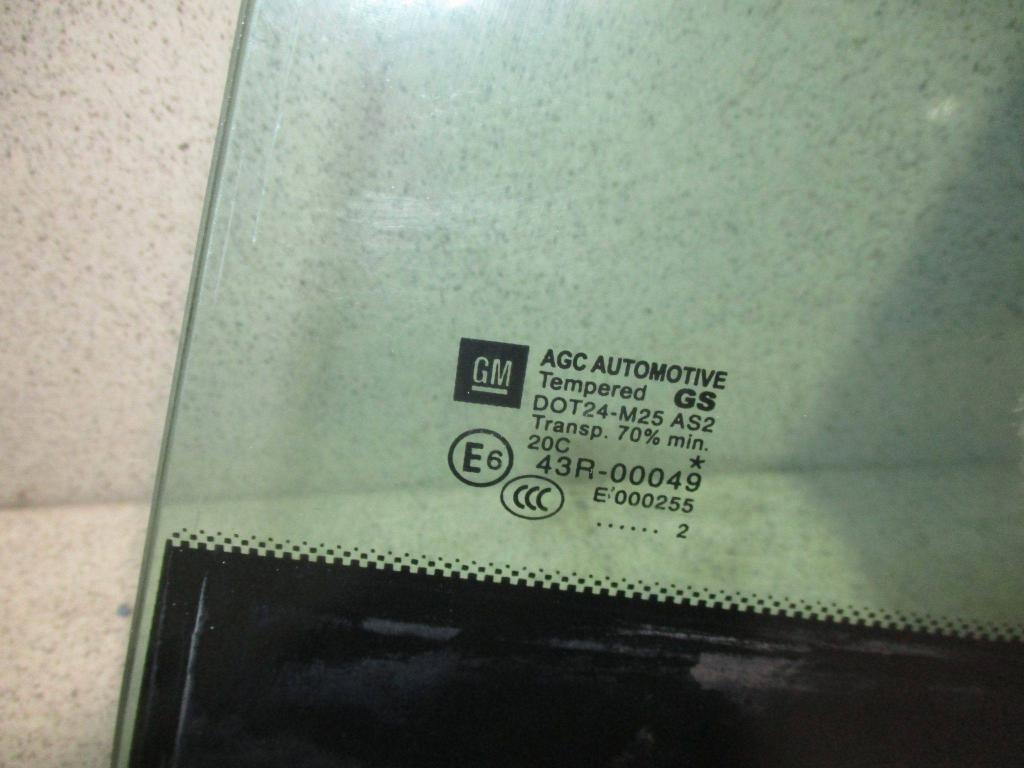 GM
AGC AUTOMOTIVE
Tempered GS
DOT24-M25 AS2
Transp. 70% min.
20C *
E6 43R-00049
CCC E000255
...... 2